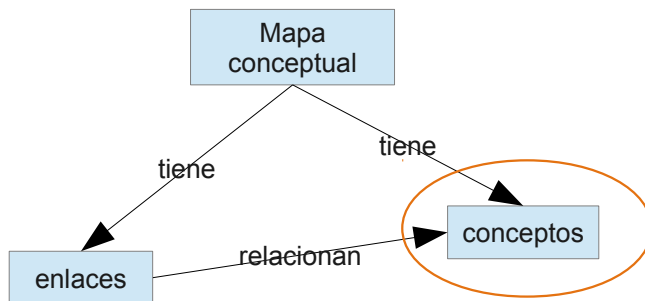 Mapa
conceptual
tiene
tiene
conceptos
relacionan
enlaces